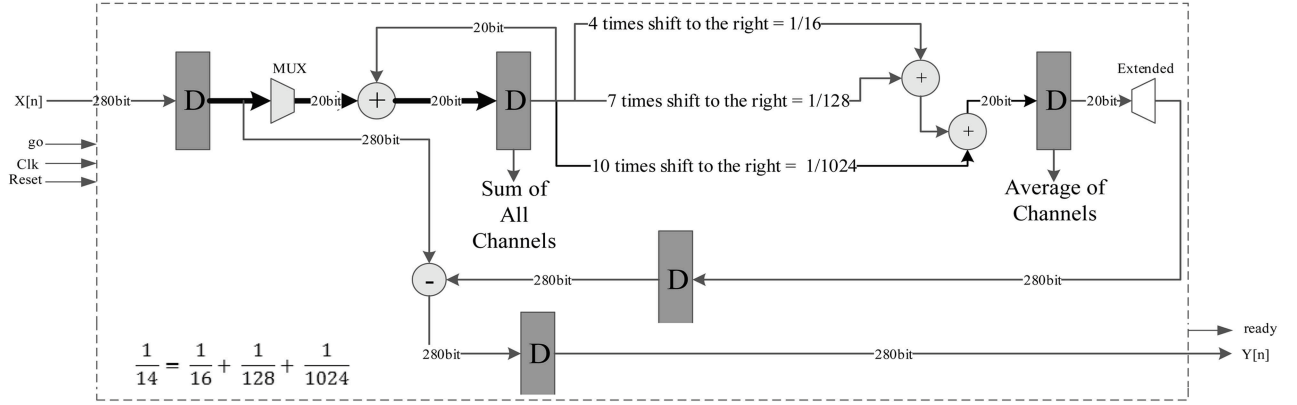 20bit
4 times shift to the right = 1/16
MUX
Extended
X[n]
280bit
D
20bit
+
20bit
D
7 times shift to the right = 1/128
+
20bit
D
20bit
go
Clk
Reset
280bit
+
10 times shift to the right = 1/1024
Sum of
All
Channels
Average of
Channels
-
280bit
D
280bit
280bit
D
280bit
ready
Y[n]
1/14 = 1/16 + 1/128 + 1/1024